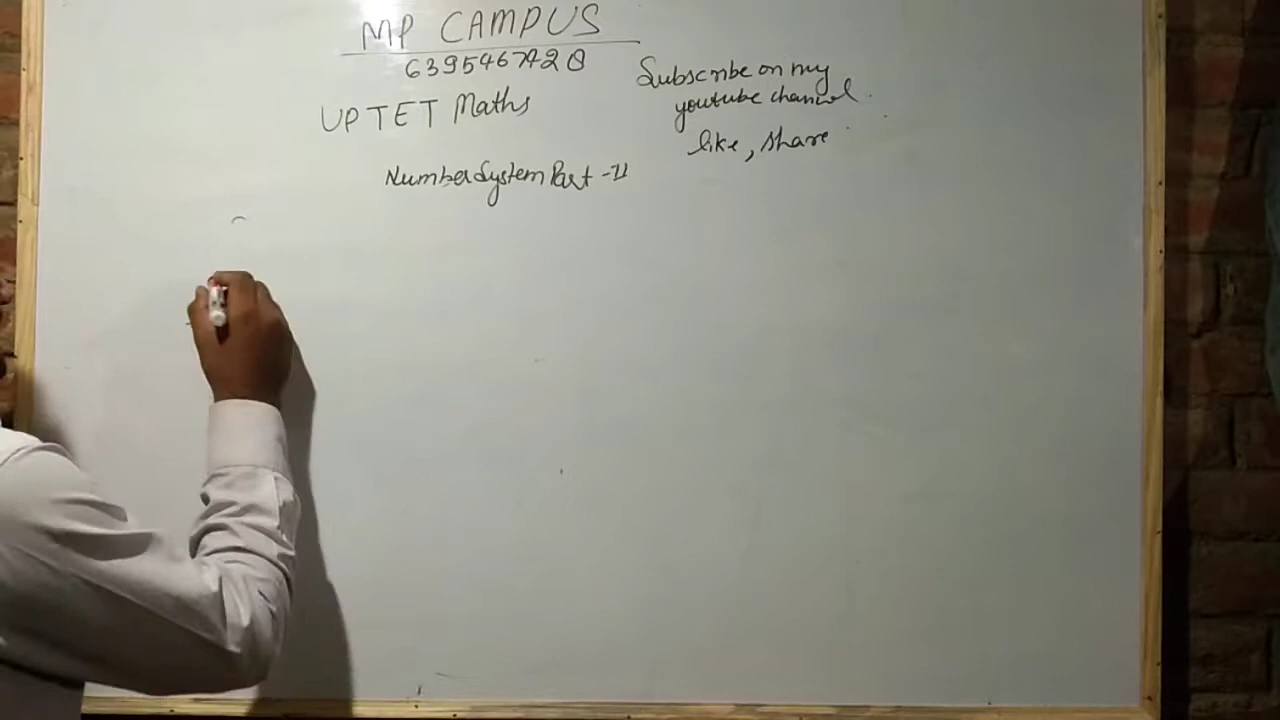 MP CAMPUS
6395467420
UPTET Maths
Subscribe on my
youtube channel
like, share
Number System Part - II